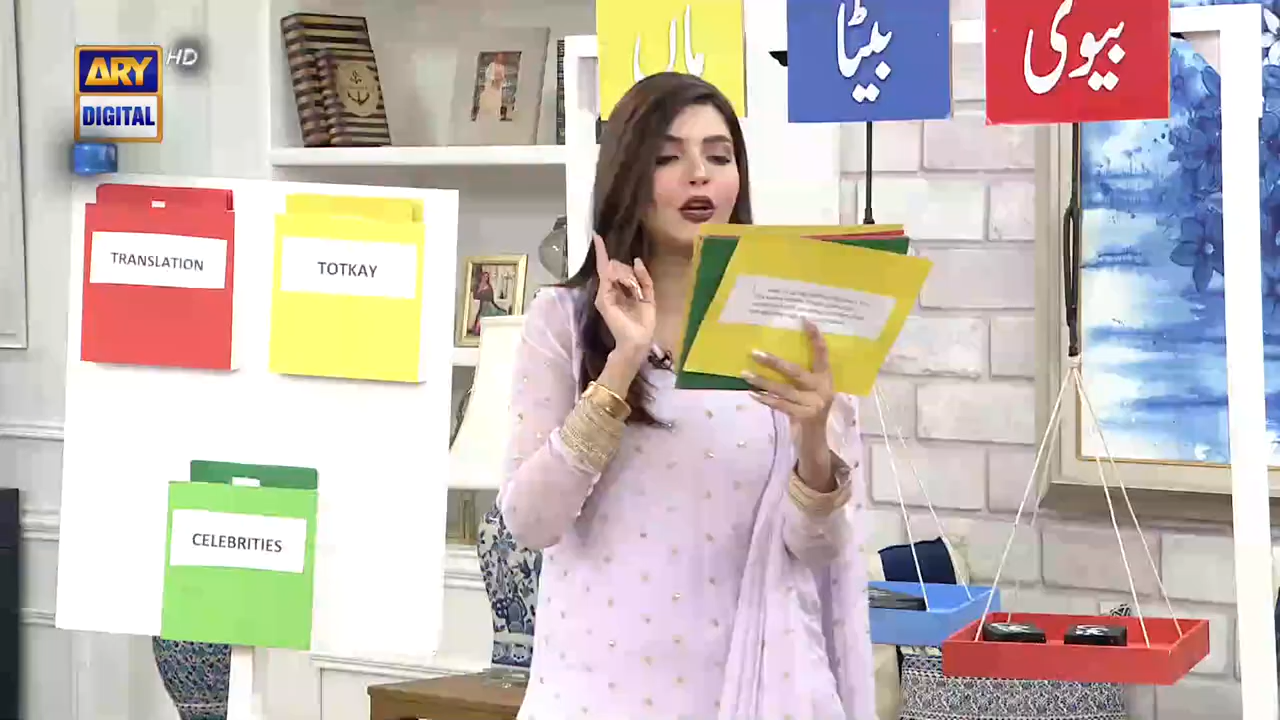 ARY
DIGITAL
HD
ماں
بیٹا
بیوی
TRANSLATION
TOTKAY
CELEBRITIES